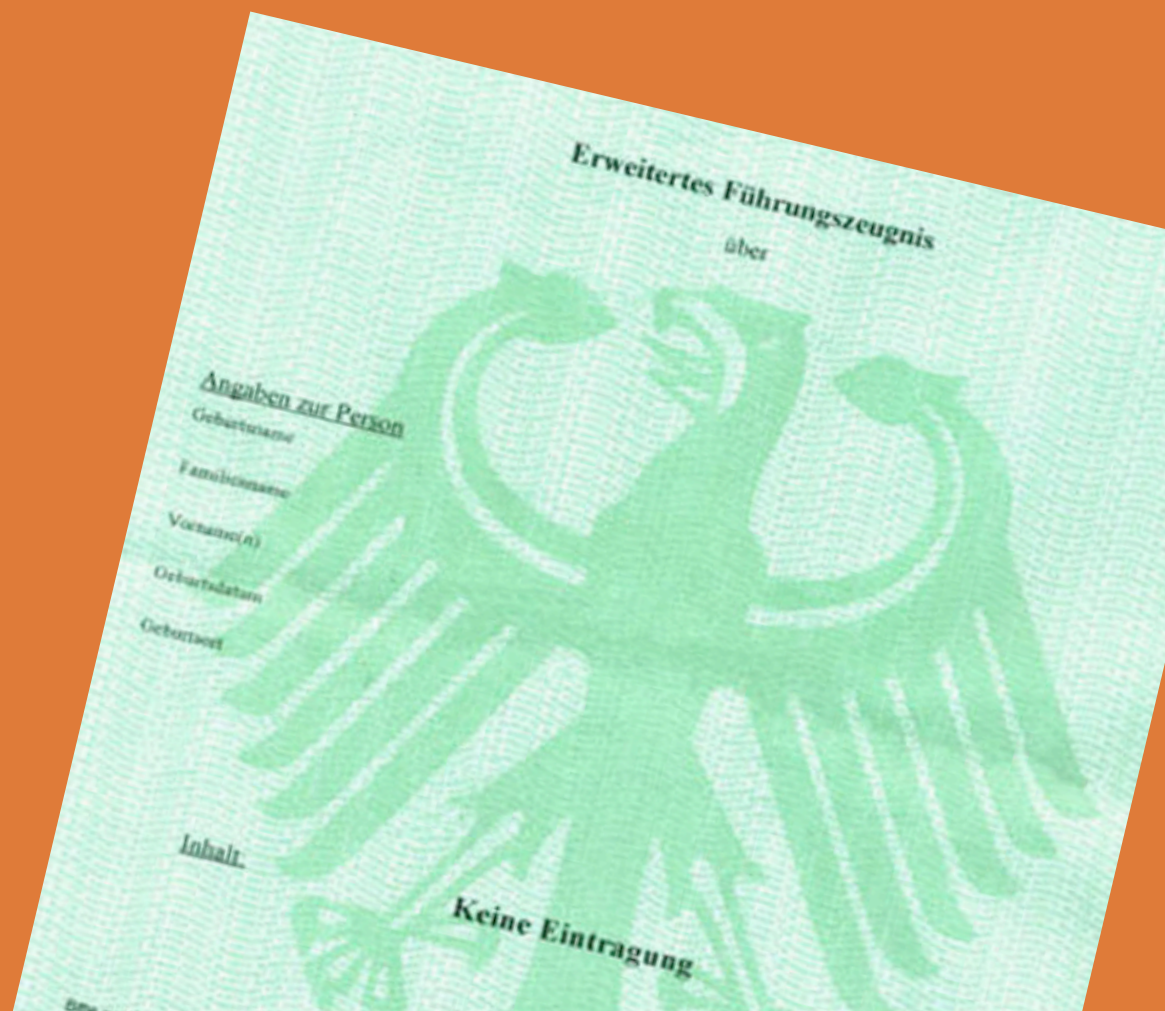 Erweitertes Führungszeugnis
über
Angaben zur Person
Geburtsname
Familienname
Vorname(n)
Geburtsdatum
Geburtsort
Inhalt
Keine Eintragung